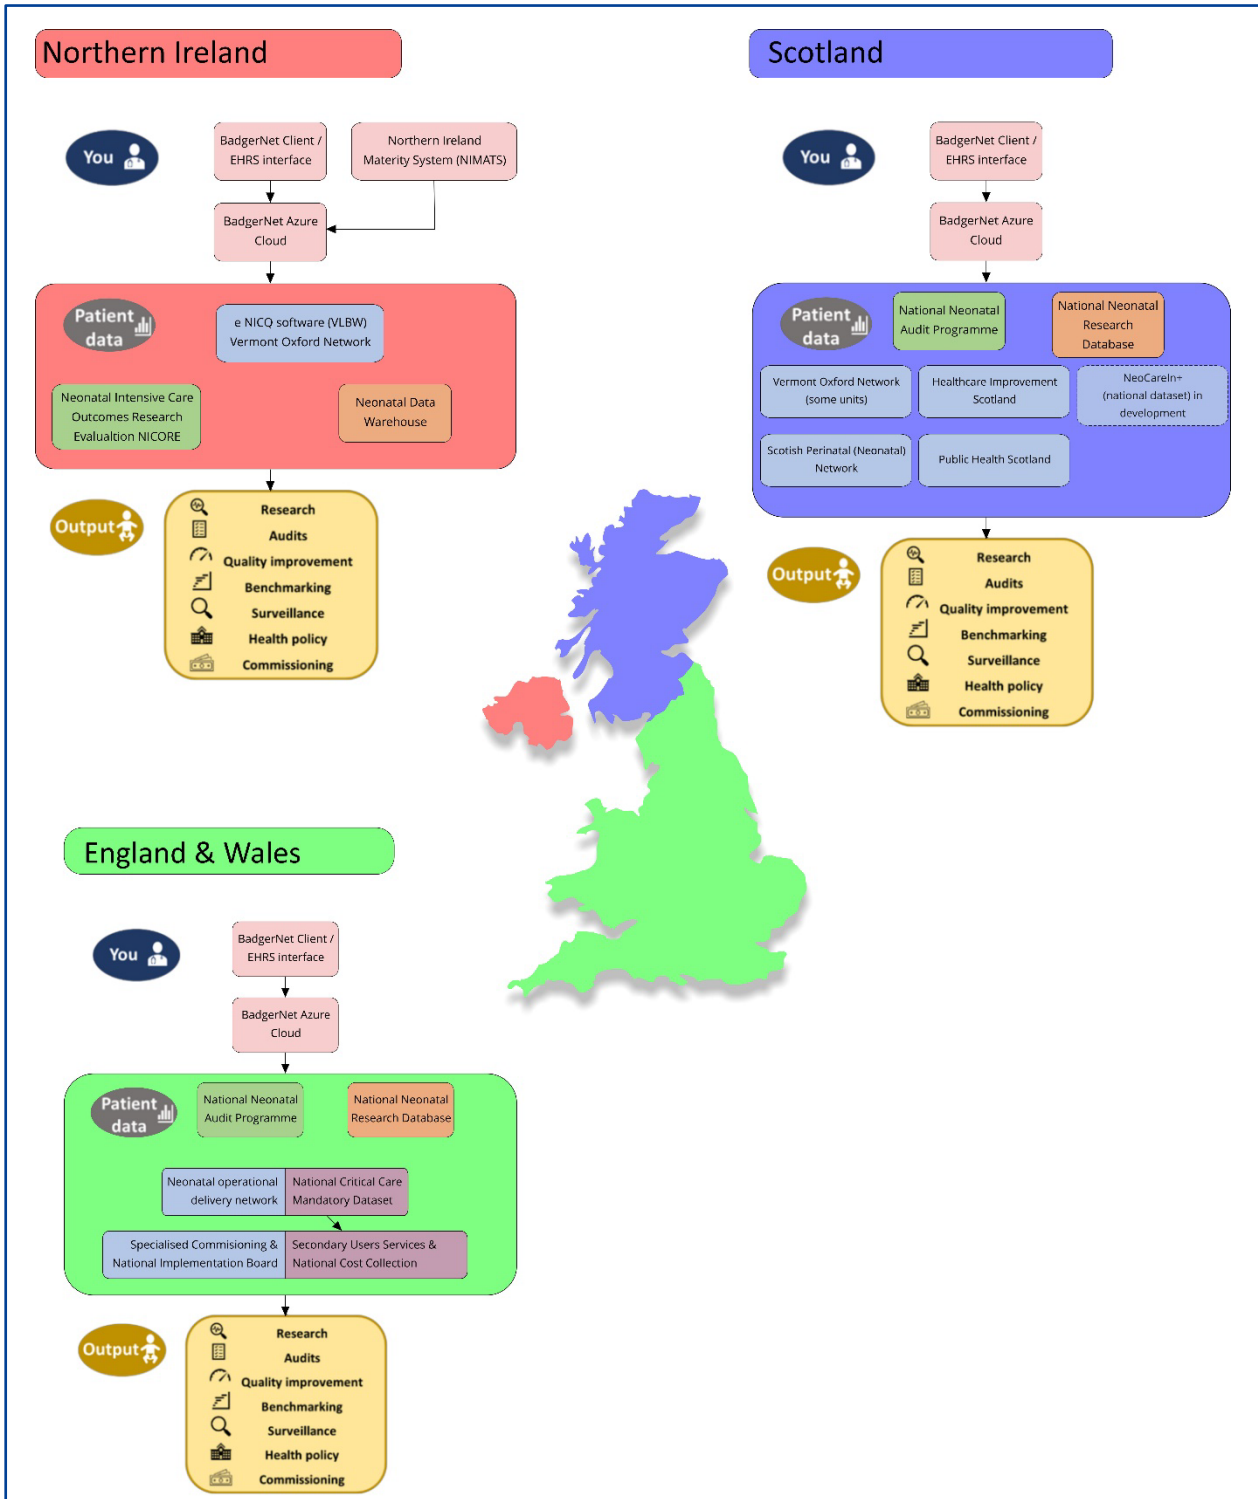 Northern Ireland
You
BadgerNet Client /
EHRS interface
Northern Ireland
Materity System (NIMATS)
BadgerNet Azure
Cloud
Patient
data
e NICQ software (VLBW)
Vermont Oxford Network
Neonatal Intensive Care
Outcomes Research
Evalualtion NICORE
Neonatal Data
Warehouse
Output
Research
Audits
Quality improvement
Benchmarking
Surveillance
Health policy
Commissioning
Scotland
You
BadgerNet Client /
EHRS interface
BadgerNet Azure
Cloud
Patient
data
National Neonatal
Audit Programme
National Neonatal
Research
Database
Vermont Oxford Network
(some units)
Healthcare Improvement
Scotland
NeoCareIn+
(national dataset) in
development
Scotish Perinatal (Neonatal)
Network
Public Health Scotland
Output
Research
Audits
Quality improvement
Benchmarking
Surveillance
Health policy
Commissioning
England & Wales
You
BadgerNet Client /
EHRS interface
BadgerNet Azure
Cloud
Patient
data
National Neonatal
Audit Programme
National Neonatal
Research Database
Neonatal operational
delivery network
National Critical Care
Mandatory Dataset
Specialised Commisioning &
National Implementation Board
Secondary Users Services &
National Cost Collection
Output
Research
Audits
Quality improvement
Benchmarking
Surveillance
Health policy
Commissioning